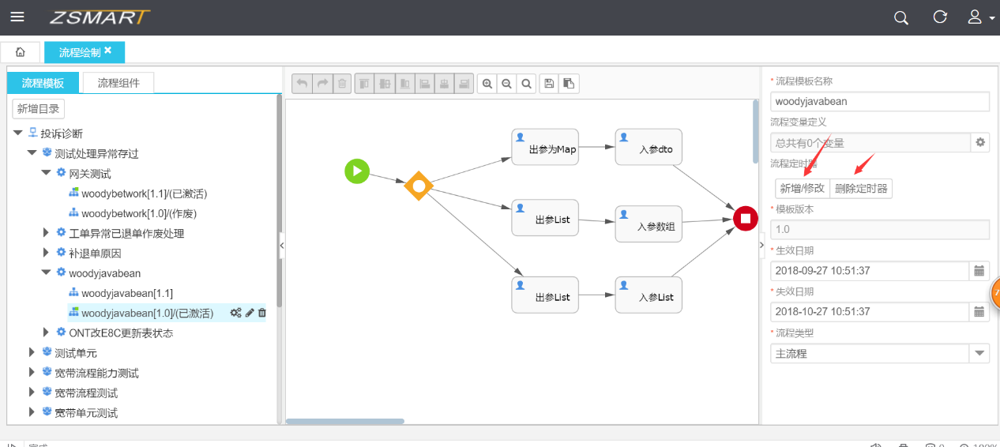 ZSMART
流程绘制
流程模板 流程组件
新增目录
投诉诊断
测试处理异常存过
网关测试
woodybetwork[1.1]/(已激活)
woodybetwork[1.0]/(作废)
工单异常已退单作废处理
补退单原因
woodyjavabean
woodyjavabean[1.1]
woodyjavabean[1.0]/(已激活)
ONT改E8C更新表状态
测试单元
宽带流程能力测试
宽带流程测试
宽带单元测试
出参为Map
入参dto
出参List
入参数组
出参List
入参List
* 流程模板名称
woodyjavabean
流程变量定义
总共有0个变量
流程定时器
新增/修改 删除定时器
* 模板版本
1.0
* 生效日期
2018-09-27 10:51:37
* 失效日期
2018-10-27 10:51:37
* 流程类型
主流程